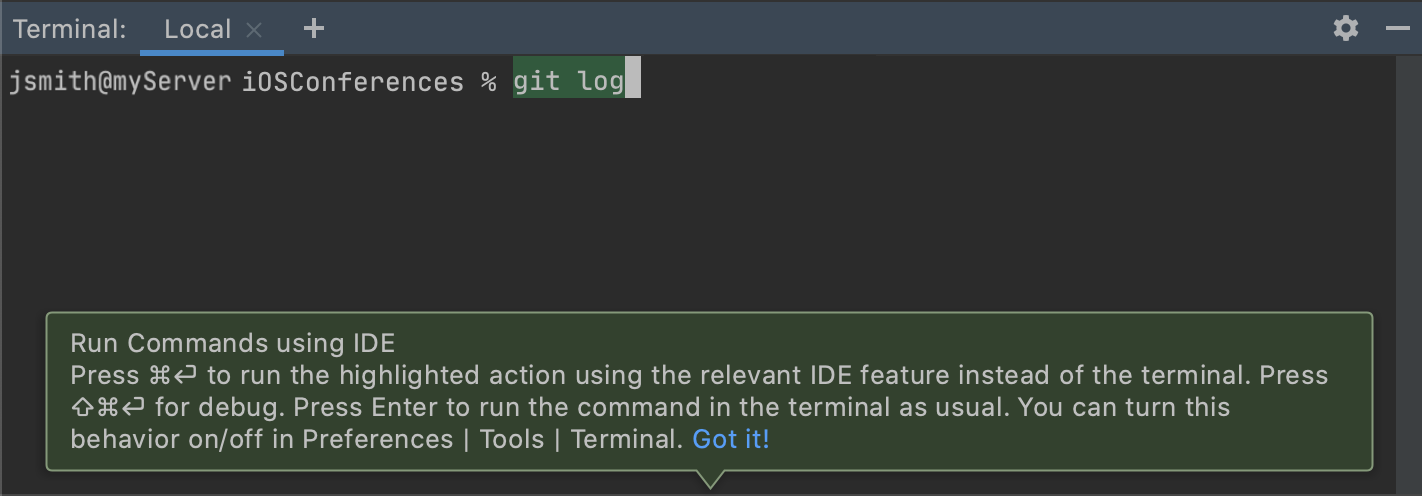 Terminal: Local × +
jsmith@myServer iOSConferences % git log
Run Commands using IDE
Press ⌘⏎ to run the highlighted action using the relevant IDE feature instead of the terminal. Press
⇧⌘⏎ for debug. Press Enter to run the command in the terminal as usual. You can turn this
behavior on/off in Preferences | Tools | Terminal. Got it!